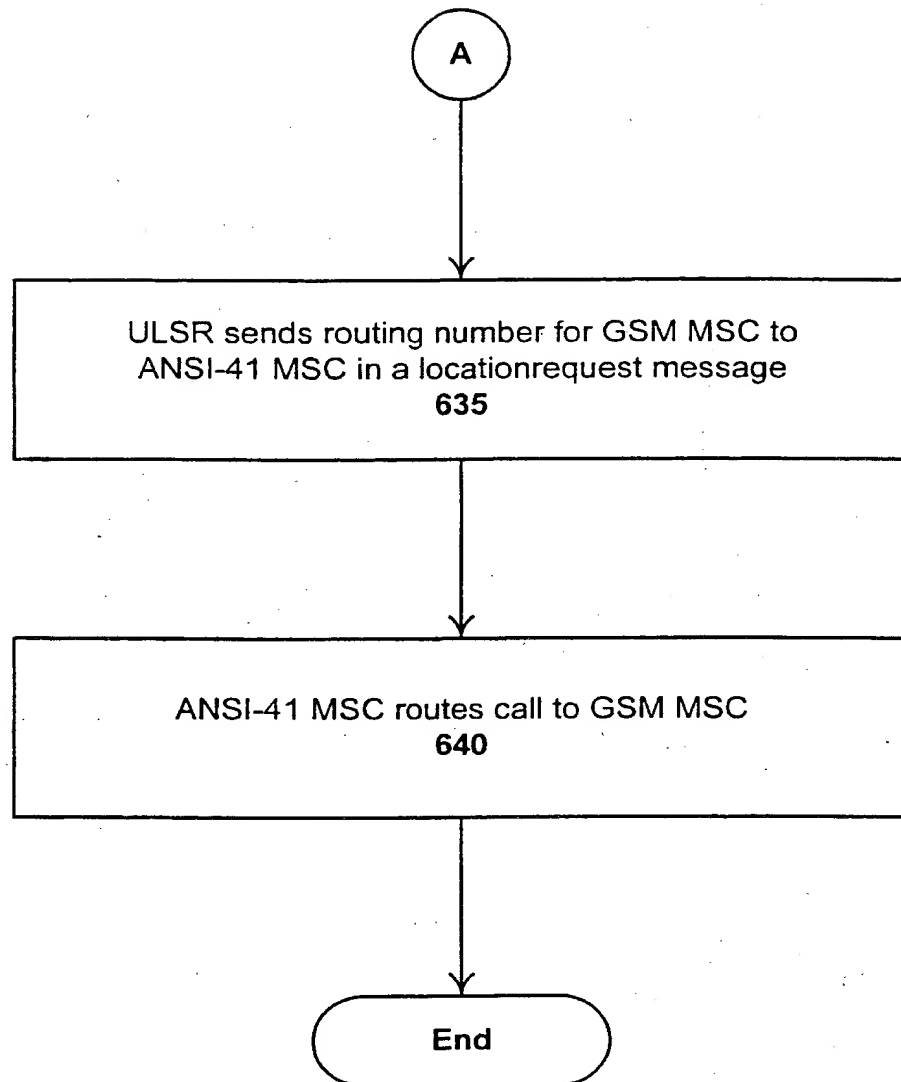 A
ULSR sends routing number for GSM MSC to
ANSI-41 MSC in a locationrequest message
635
ANSI-41 MSC routes call to GSM MSC
640
End